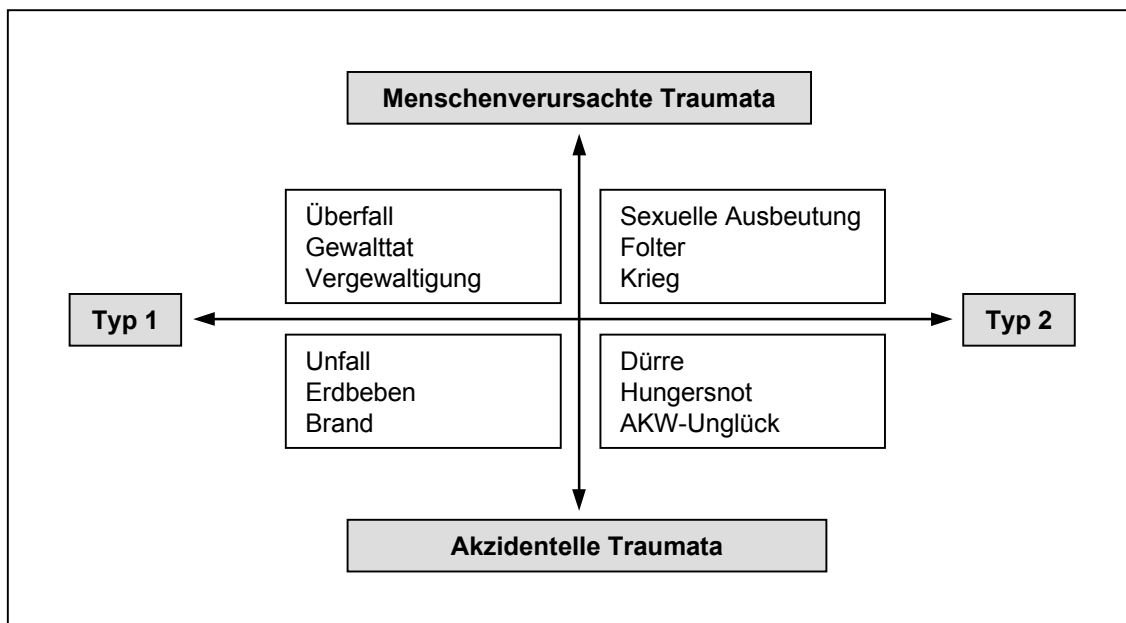 Menschenverursachte Traumata
Überfall
Gewalttat
Vergewaltigung
Sexuelle Ausbeutung
Folter
Krieg
Typ 1
Typ 2
Unfall
Erdbeben
Brand
Dürre
Hungersnot
AKW-Unglück
Akzidentelle Traumata